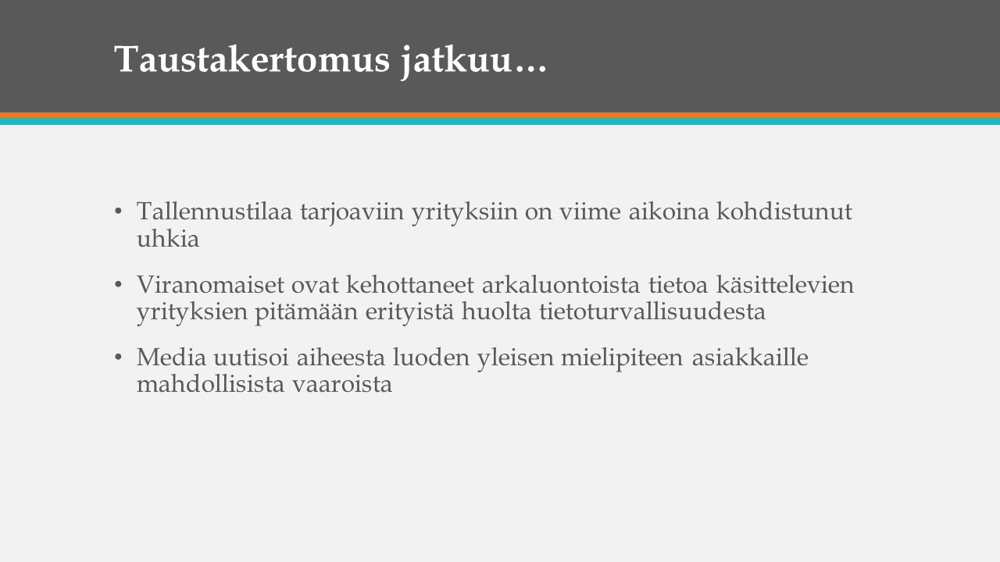 Taustakertomus jatkuu…
• Tallennustilaa tarjoaviin yrityksiin on viime aikoina kohdistunut
uhkia
• Viranomaiset ovat kehottaneet arkaluontoista tietoa käsittelevien
yrityksien pitämään erityistä huolta tietoturvallisuudesta
• Media uutisoi aiheesta luoden yleisen mielipiteen asiakkaille
mahdollisista vaaroista